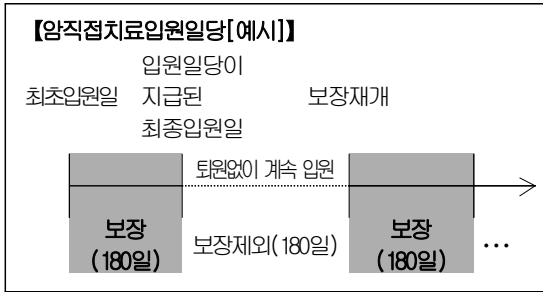 【암직접치료입원일당[예시]】
입원일당이
최초입원일 지급된 보장재개
최종입원일
퇴원없이 계속 입원
보장 보장제외(180일) 보장 …
(180일) (180일)